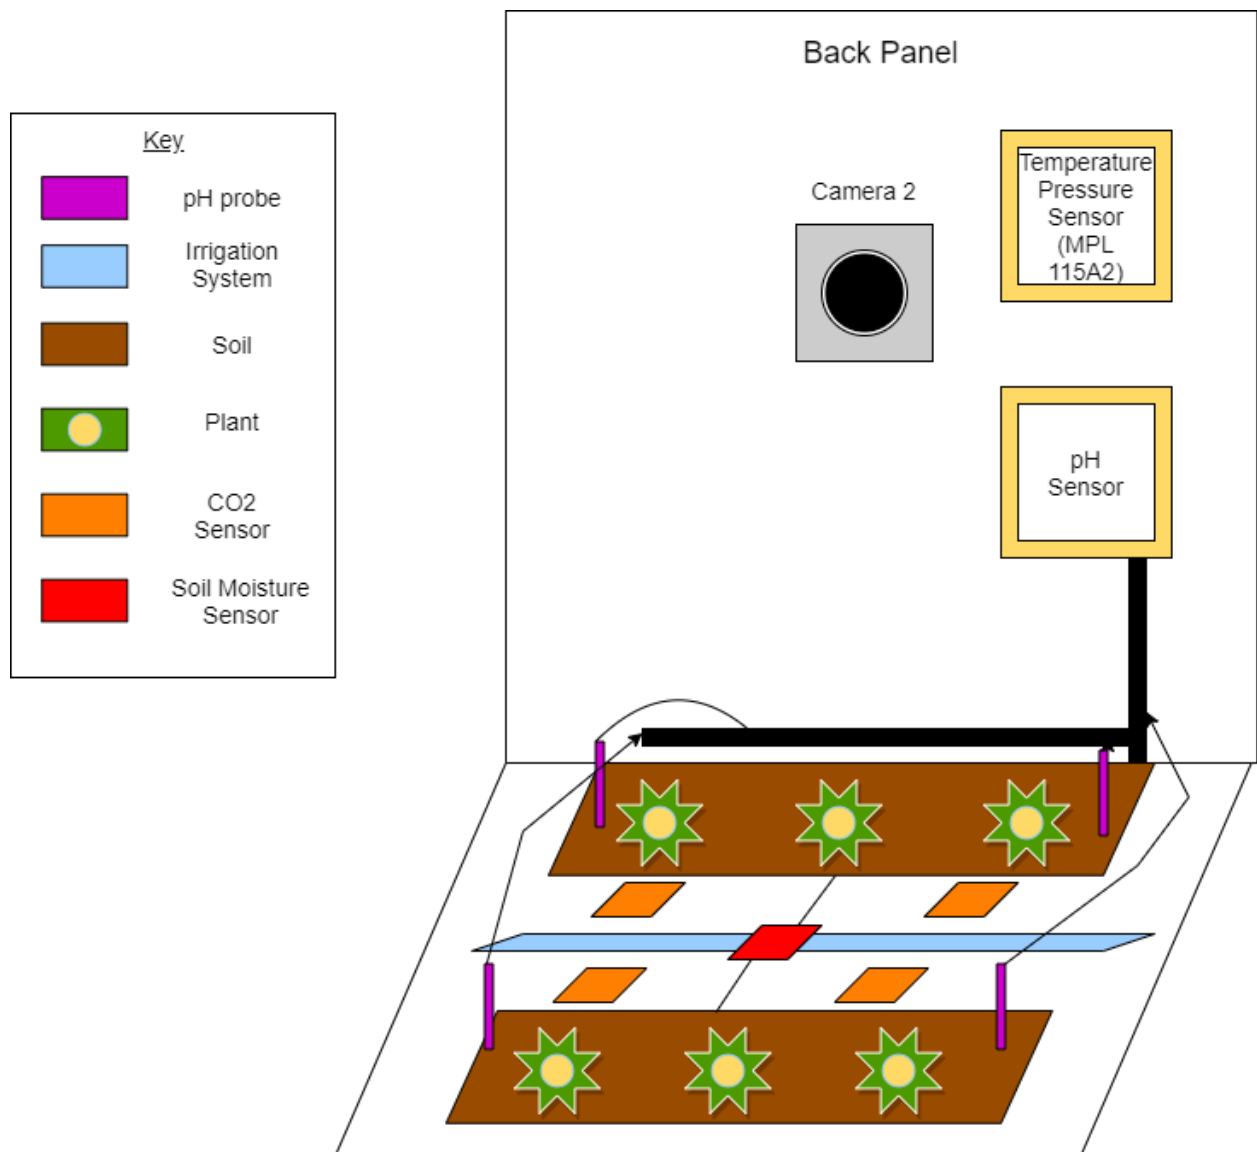 Back Panel
Key
pH probe
Irrigation
System
Soil
Plant
CO2
Sensor
Soil Moisture
Sensor
Camera 2
Temperature
Pressure
Sensor
(MPL
115A2)
pH
Sensor